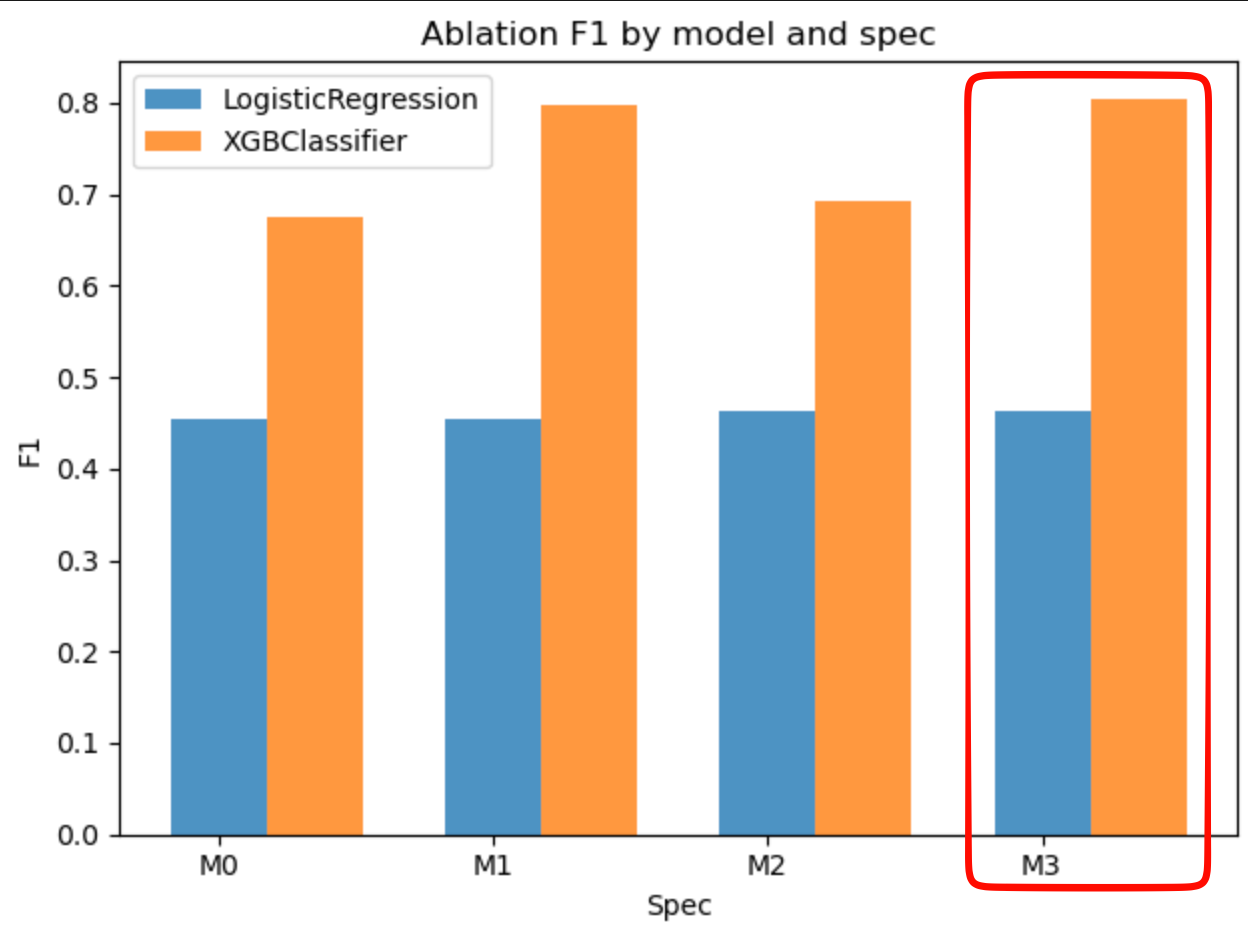 Ablation F1 by model and spec
LogisticRegression
XGBClassifier
0.8
0.7
0.6
0.5
0.4
0.3
0.2
0.1
0.0
F1
M0 M1 M2 M3
Spec